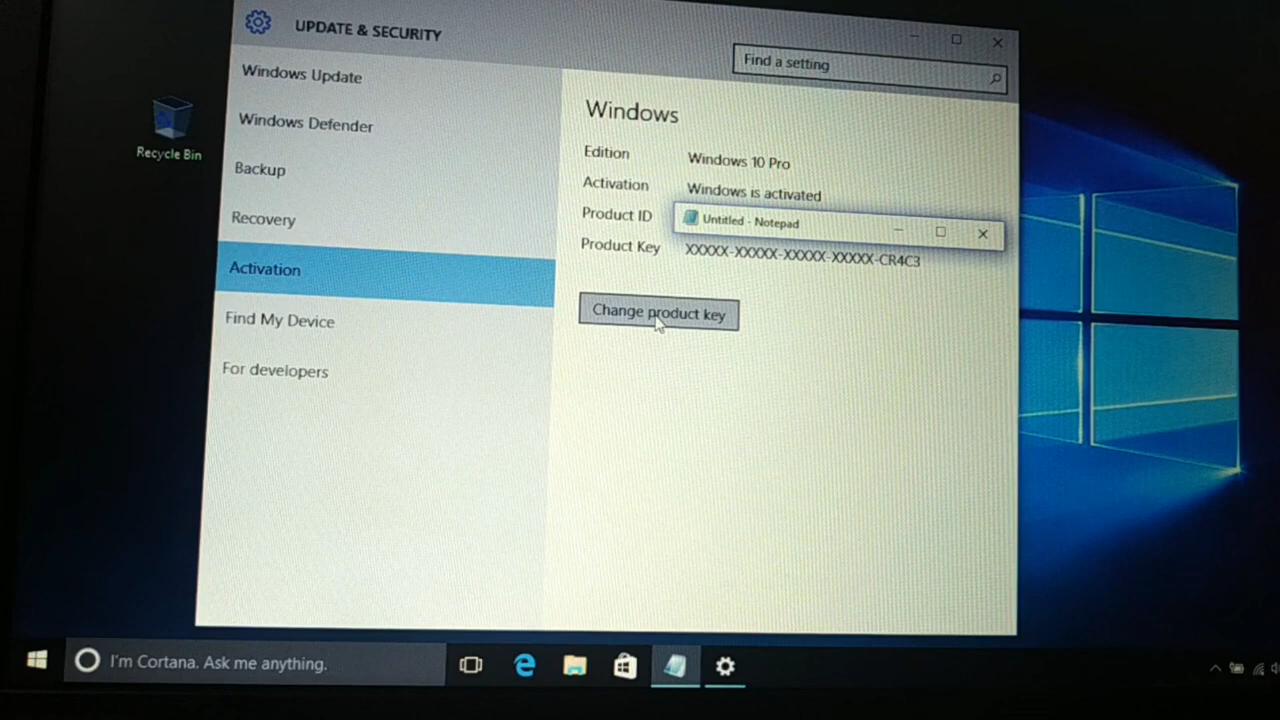 UPDATE & SECURITY
Find a setting
Windows Update
Windows Defender
Backup
Recovery
Activation
Find My Device
For developers
Windows
Edition Windows 10 Pro
Activation Windows is activated
Product ID
Untitled - Notepad
Product Key XXXXX-XXXXX-XXXXX-XXXXX-CR4C3
Change product key
Recycle Bin
I'm Cortana. Ask me anything.